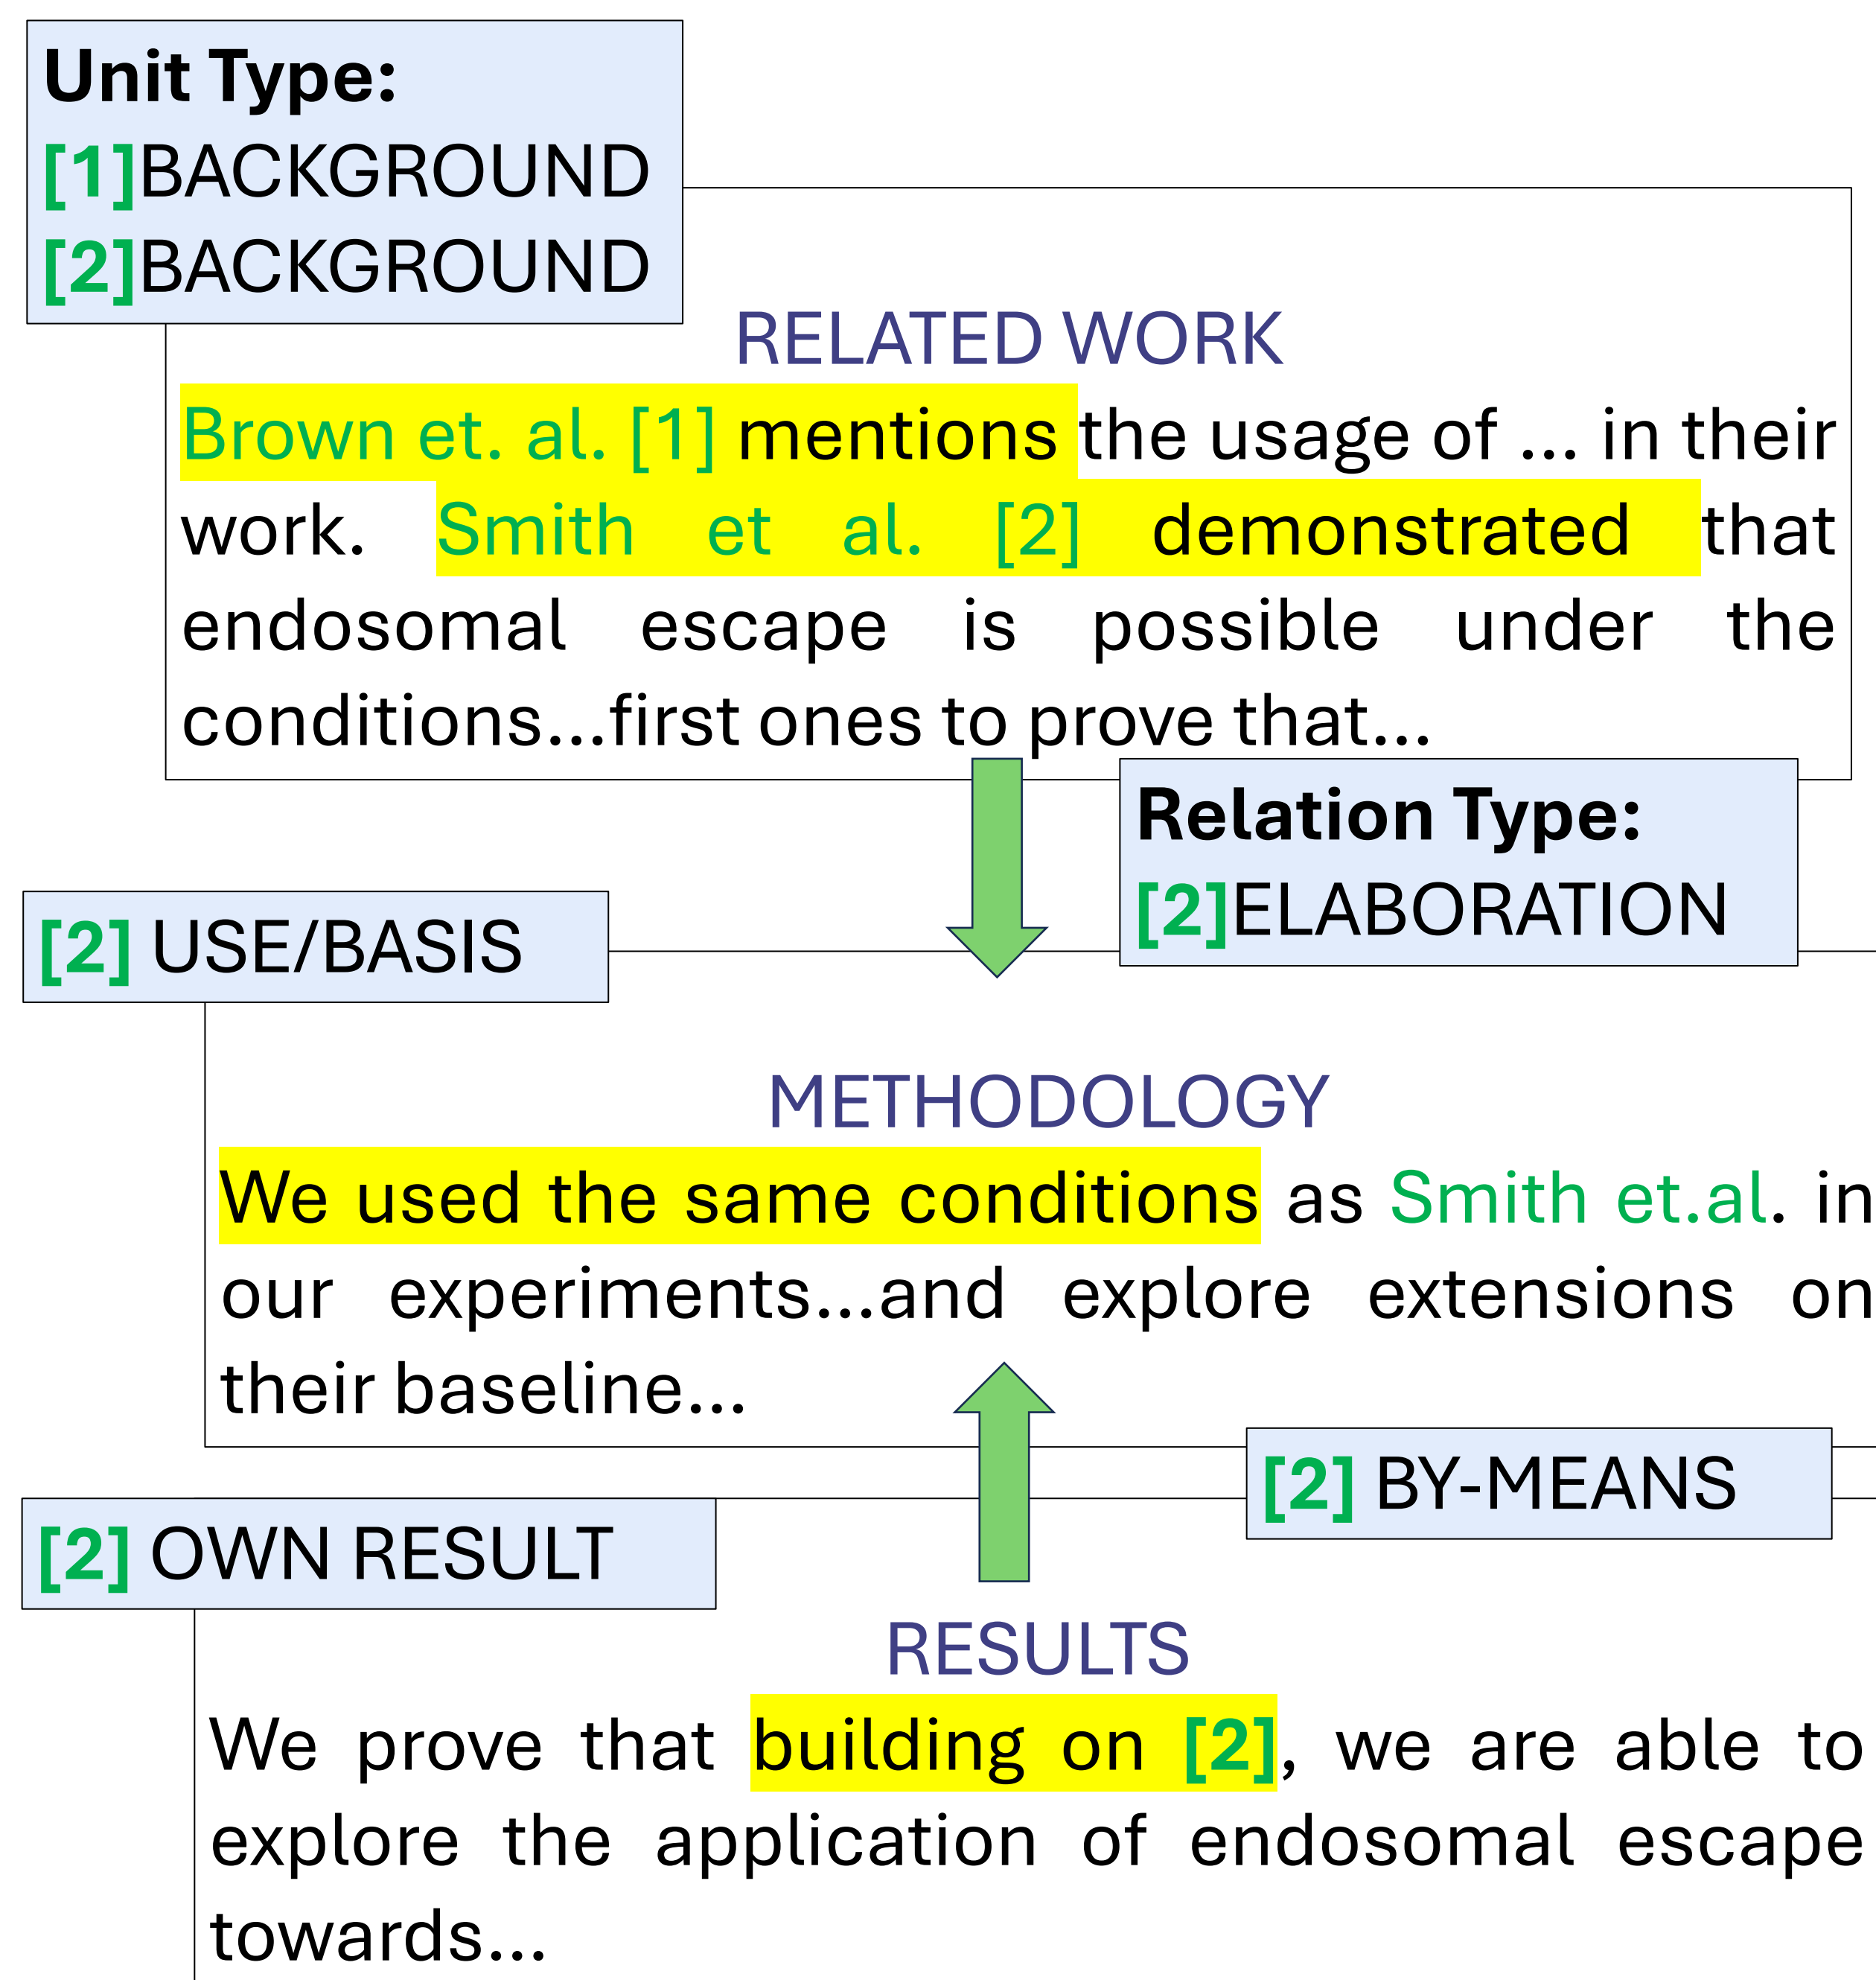 Unit Type:
[1]BACKGROUND
[2]BACKGROUND
RELATED WORK
Brown et. al. [1] mentions the usage of ... in their
work. Smith et al. [2] demonstrated that
endosomal escape is possible under the
conditions...first ones to prove that...
Relation Type:
[2]ELABORATION
[2] USE/BASIS
METHODOLOGY
We used the same conditions as Smith et.al. in
our experiments...and explore extensions on
their baseline...
[2] BY-MEANS
[2] OWN RESULT
RESULTS
We prove that building on [2], we are able to
explore the application of endosomal escape
towards...